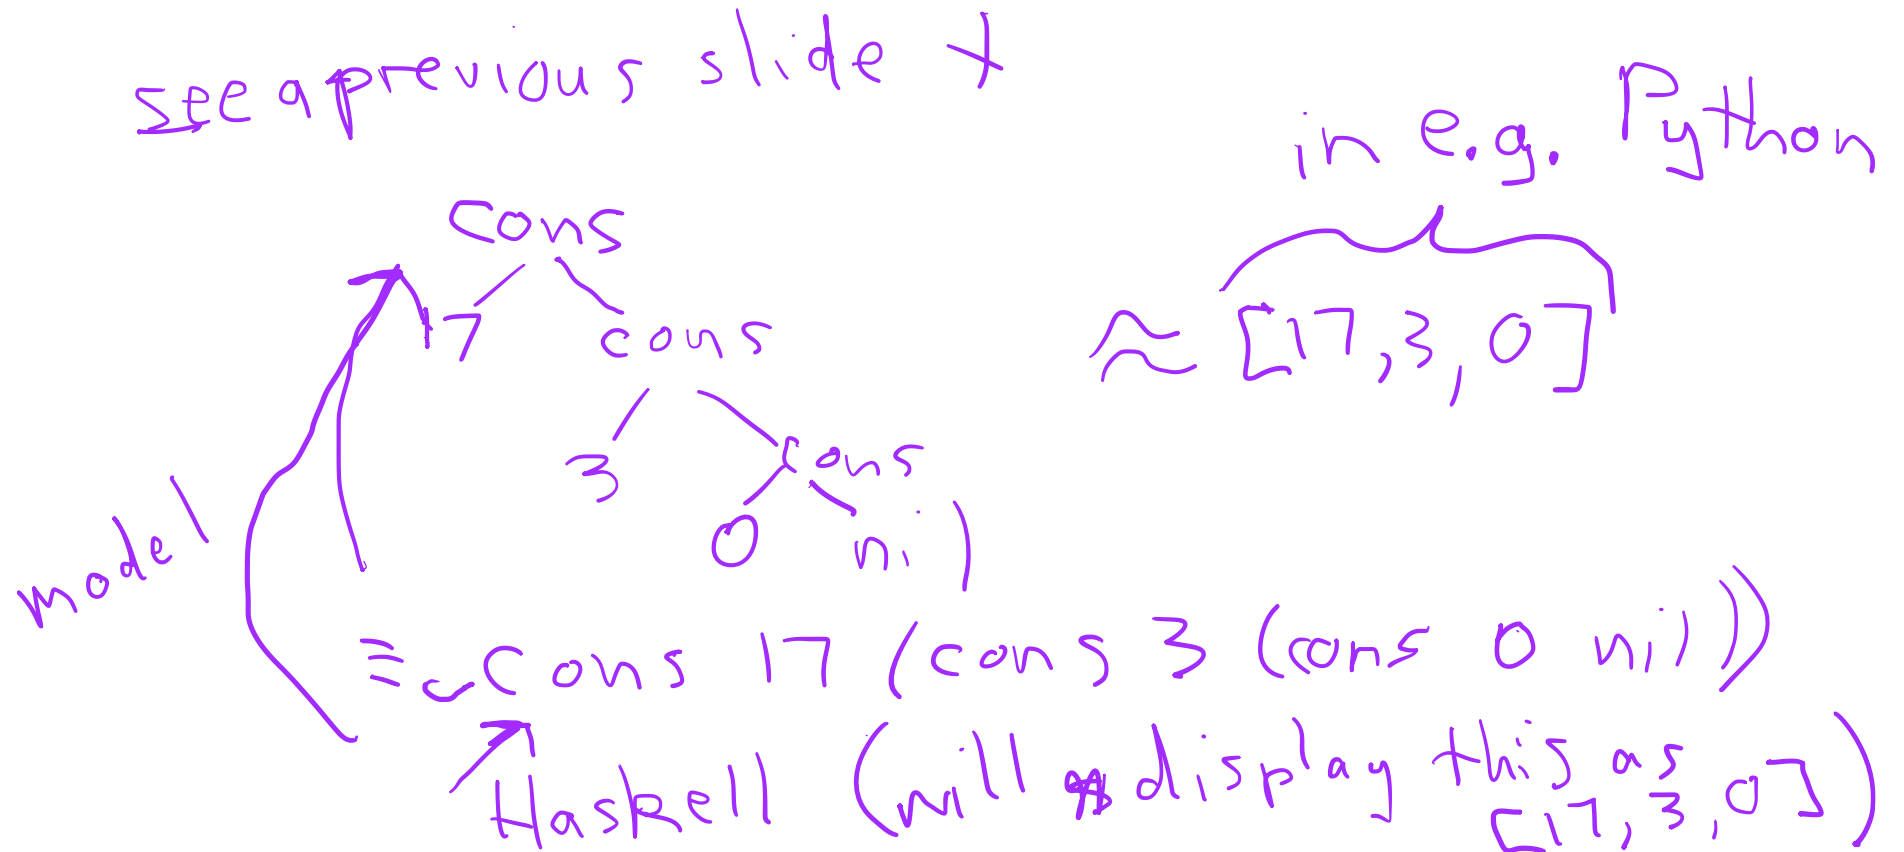 see a previous slide +
in e.g. Python
cons
17 cons
≈ [17,3,0]
3 cons
0 nil
model
≡ Cons 17 (cons 3 (cons 0 nil))
Haskell (will display this as
[17,3,0])